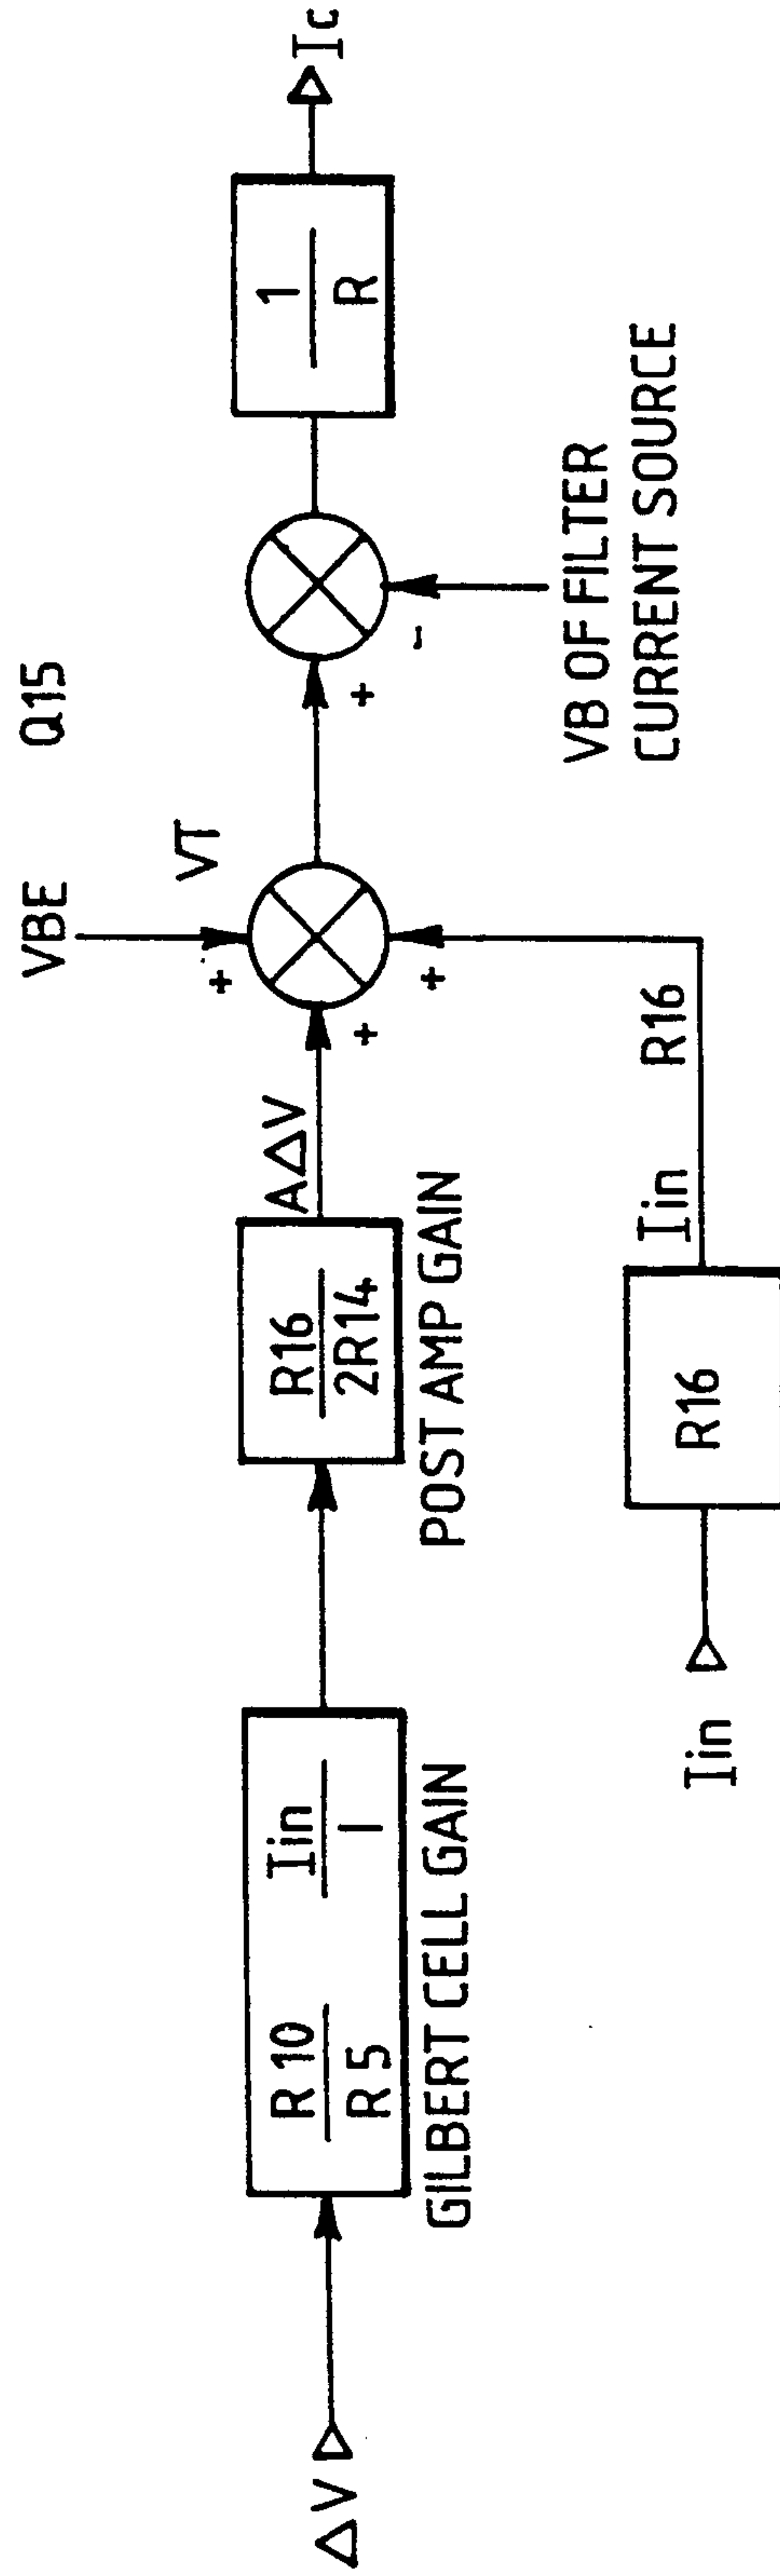 VBE Q15
VT
ΔV
R 10 Iin
R 5 I
GILBERT CELL GAIN
R16
2R14
POST AMP GAIN
AΔV
+
+
+
+
-
1
R
Ic
VB OF FILTER
CURRENT SOURCE
Iin
R16
Iin R16